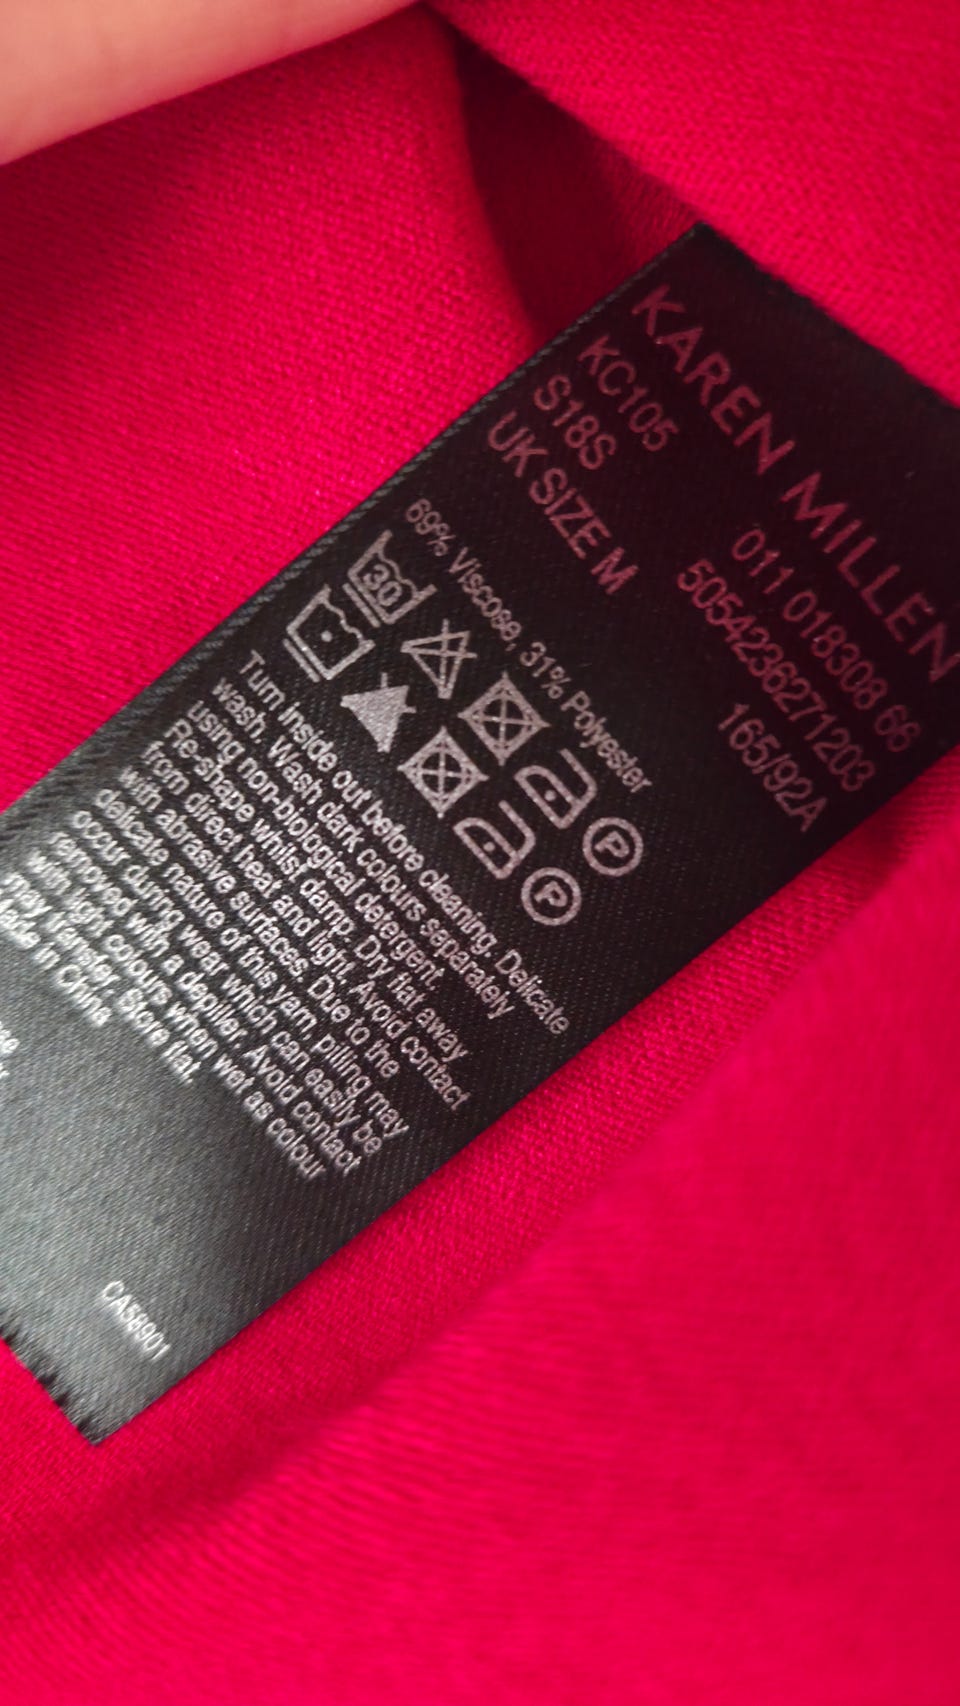 KAREN MILLEN
KC105 011 018308 66
S18S 5054236271203
UK SIZE M 165/92A
69% Viscose, 31% Polyester
30
P
P
Turn inside out before cleaning. Delicate
wash. Wash dark colours separately
using non-biological detergent.
Re-shape whilst damp. Dry flat away
from direct heat and light. Avoid contact
with abrasive surfaces. Due to the
delicate nature of this yarn, pilling may
occur during wear which can easily be
removed with a depiller. Avoid contact
with light colours when wet as colour
may transfer. Store flat.
Made in China
CA58901